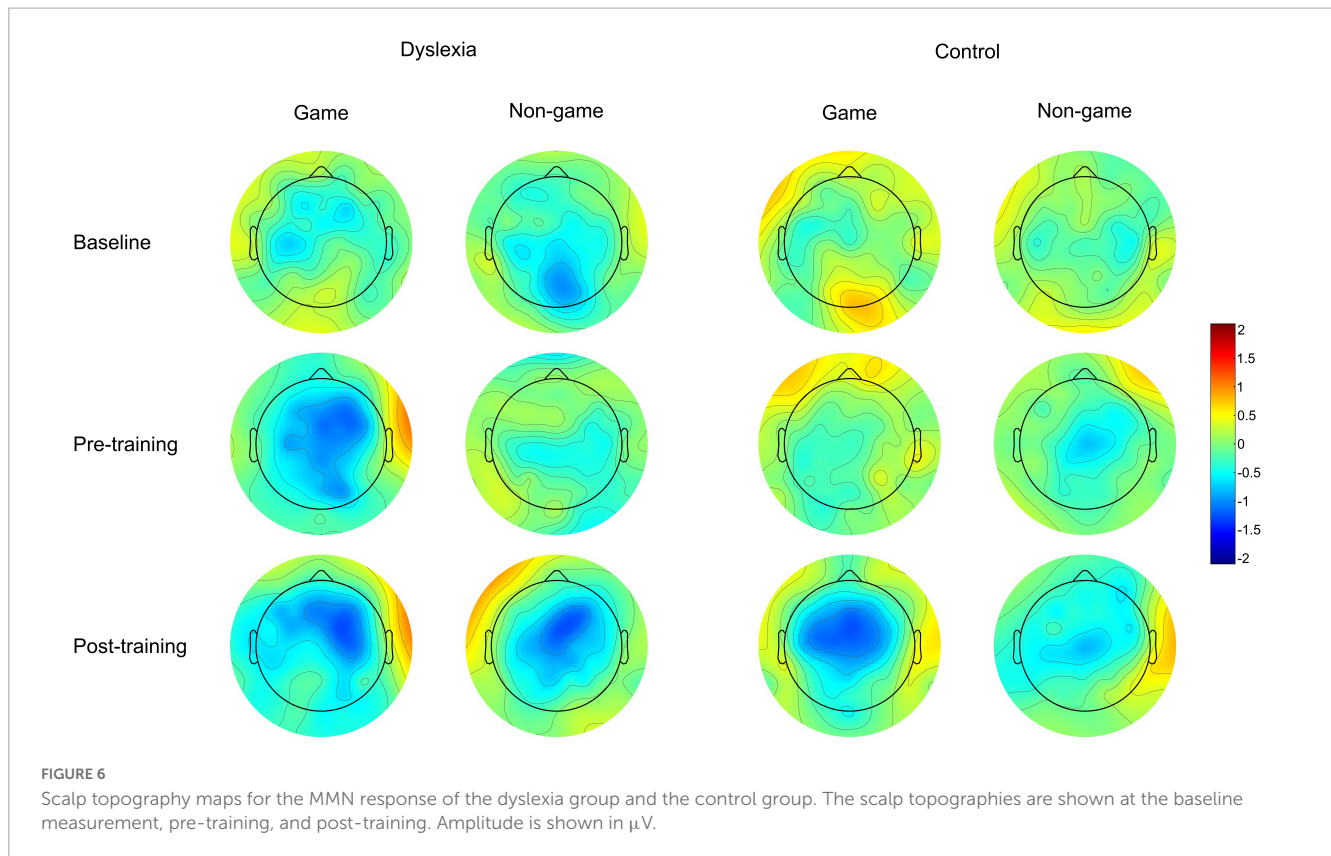 Dyslexia Control
Game Non-game Game Non-game
Baseline
Pre-training
Post-training
2
1.5
1
0.5
0
-0.5
-1
-1.5
-2
FIGURE 6
Scalp topography maps for the MMN response of the dyslexia group and the control group. The scalp topographies are shown at the baseline
measurement, pre-training, and post-training. Amplitude is shown in μV.